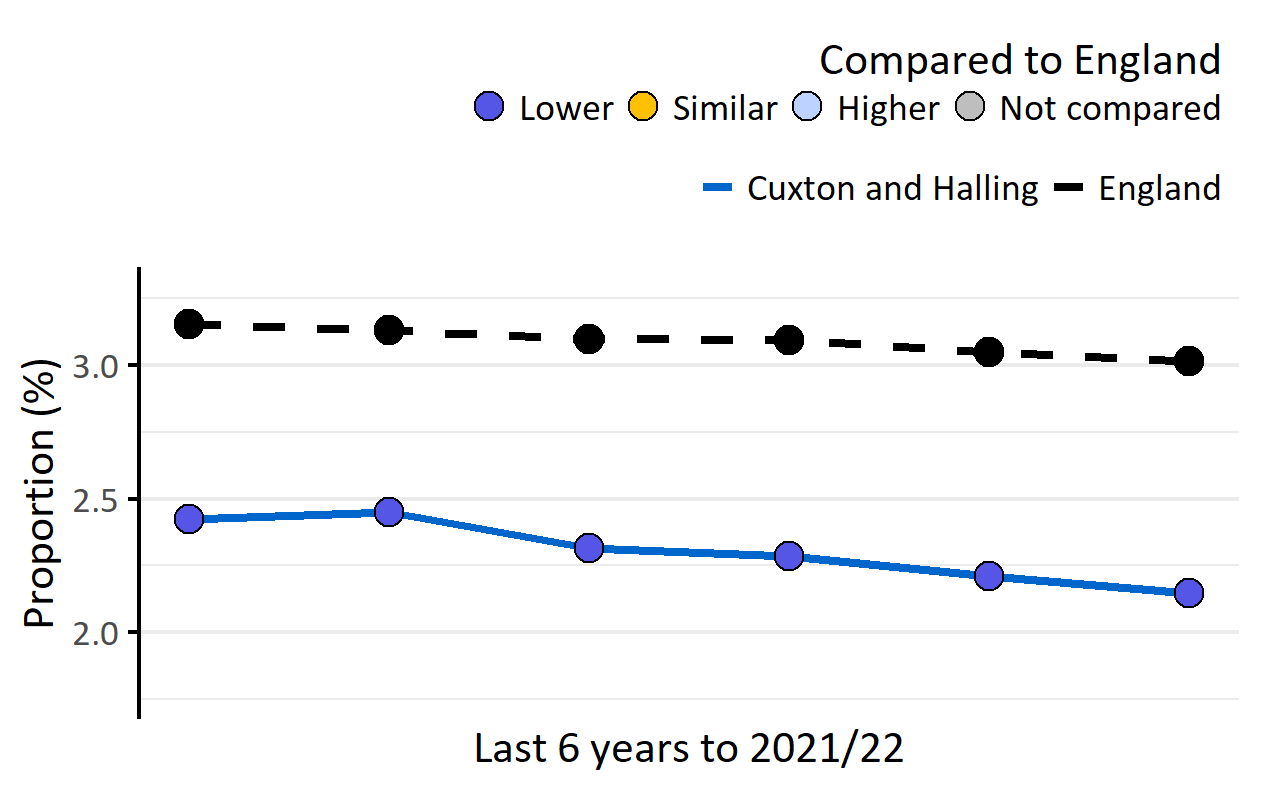 Compared to England
Lower Similar Higher Not compared
Cuxton and Halling England
Proportion (%)
3.0
2.5
2.0
Last 6 years to 2021/22